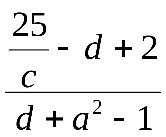 25
c
- d + 2
d + a² - 1